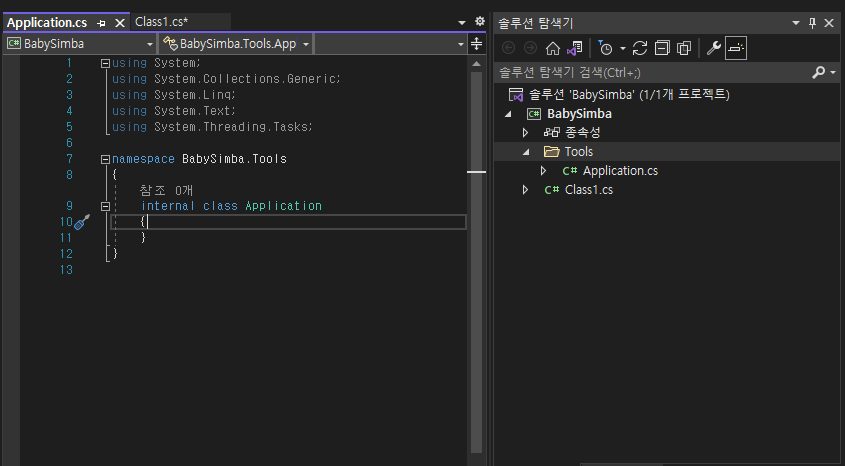 Application.cs
Class1.cs*
BabySimba
BabySimba.Tools.App
1 using System;
2 using System.Collections.Generic;
3 using System.Linq;
4 using System.Text;
5 using System.Threading.Tasks;
6
7 namespace BabySimba.Tools
8 {
참조 0개
9 internal class Application
10 {
11 }
12 }
13
솔루션 탐색기
솔루션 탐색기 검색(Ctrl+;)
솔루션 'BabySimba' (1/1개 프로젝트)
C# BabySimba
종속성
Tools
C# Application.cs
C# Class1.cs